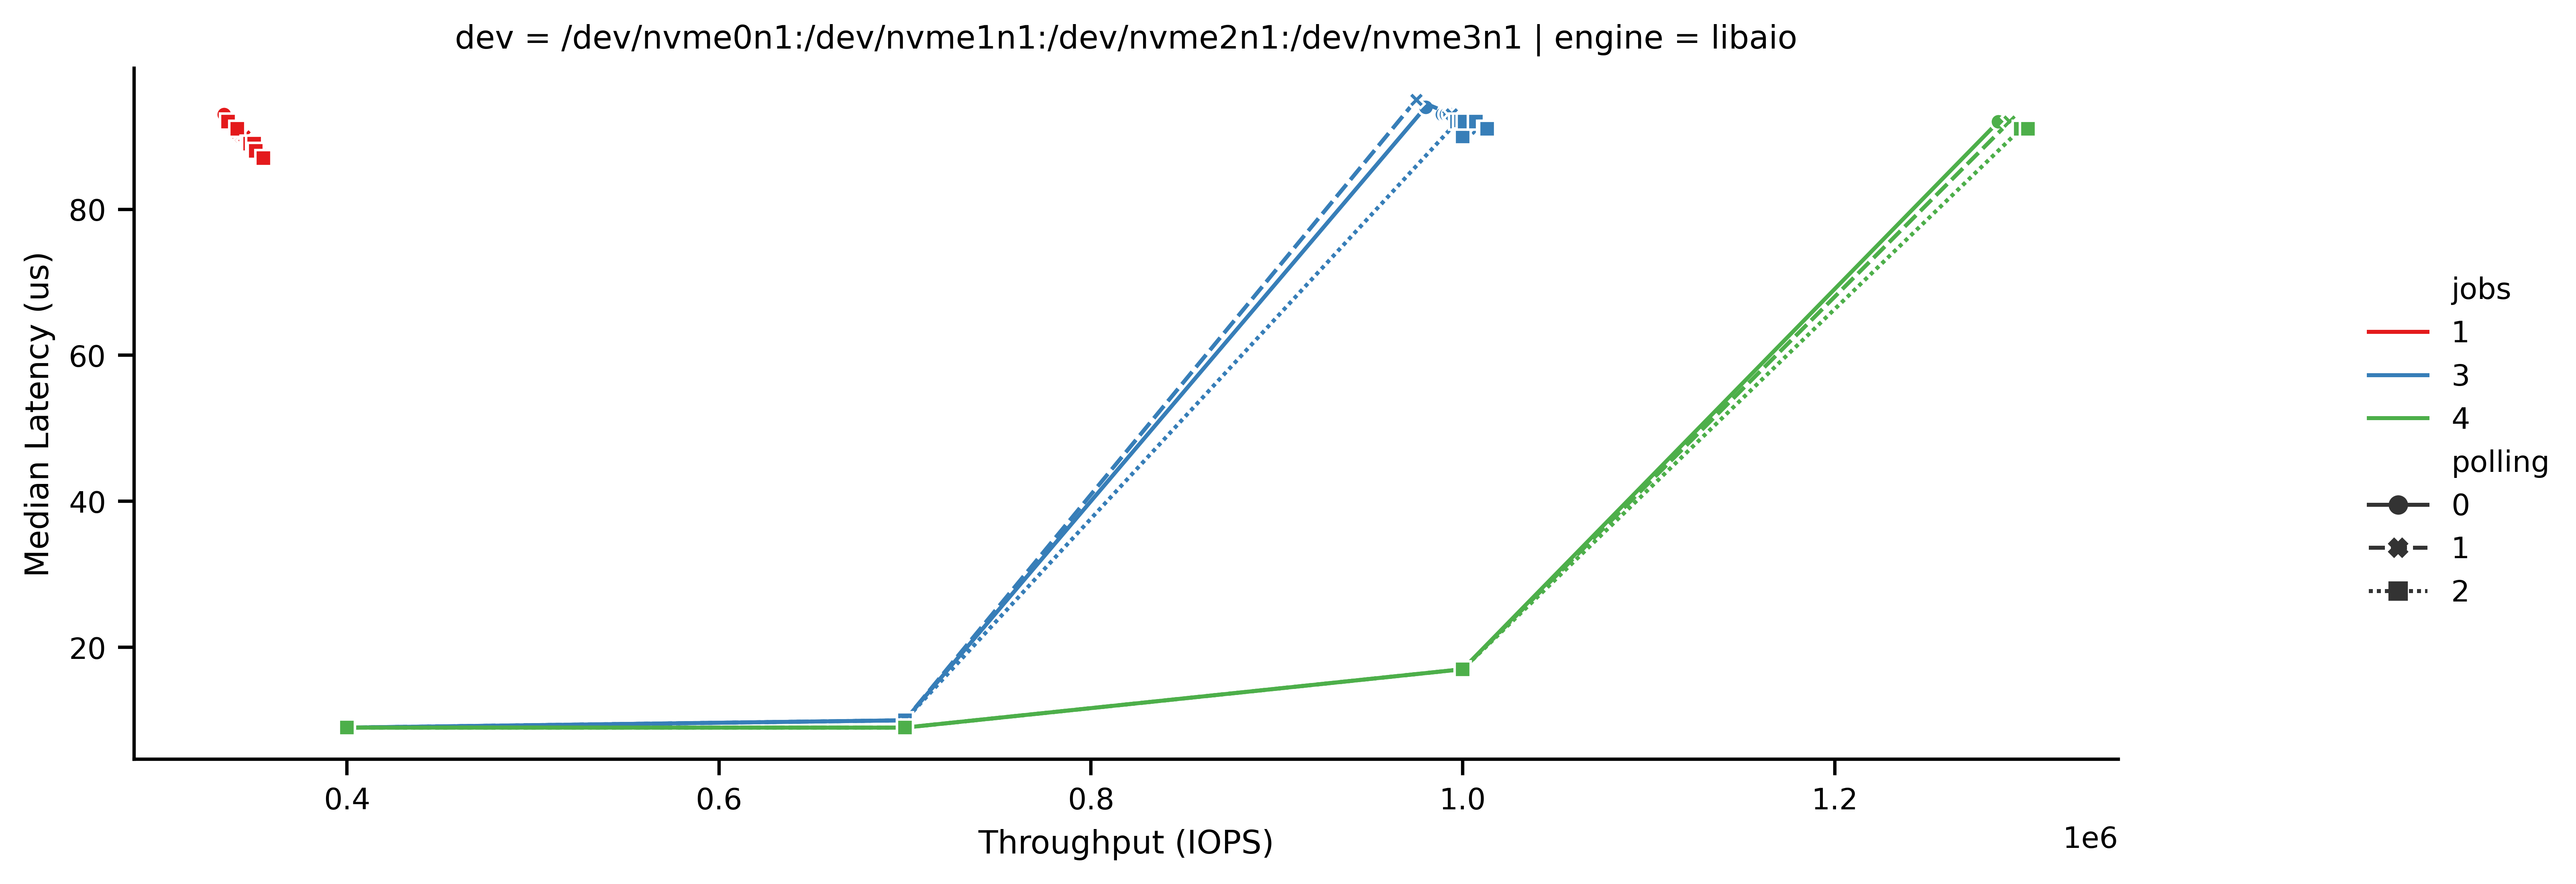 dev = /dev/nvme0n1:/dev/nvme1n1:/dev/nvme2n1:/dev/nvme3n1 | engine = libaio
Median Latency (us)
80
60
40
20
0.4
0.6
0.8
1.0
1.2
1e6
Throughput (IOPS)
jobs
1
3
4
polling
0
1
2